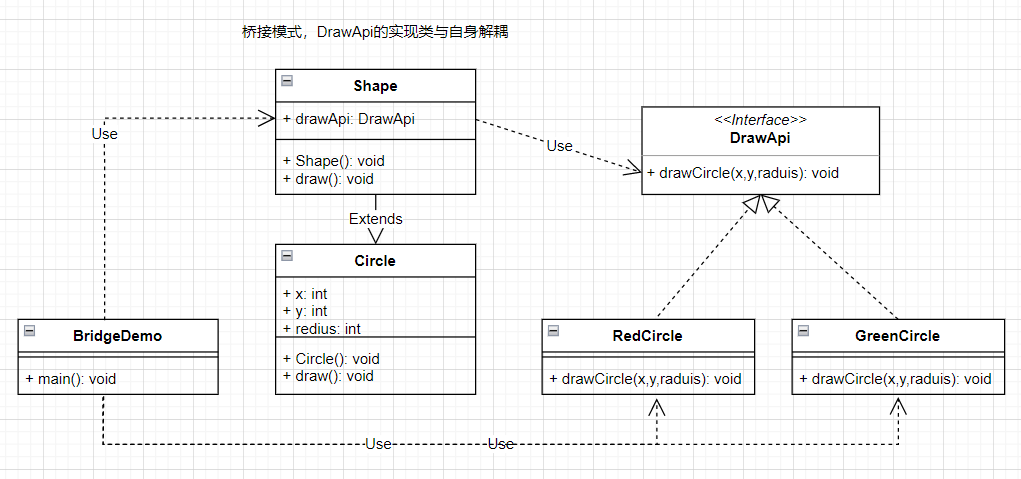 桥接模式，DrawApi的实现类与自身解耦
Shape
+ drawApi: DrawApi
+ Shape(): void
+ draw(): void
Use
Use
<<Interface>>
DrawApi
+ drawCircle(x,y,raduis): void
Extends
Circle
+ x: int
+ y: int
+ redius: int
+ Circle(): void
+ draw(): void
BridgeDemo
+ main(): void
RedCircle
+ drawCircle(x,y,raduis): void
GreenCircle
+ drawCircle(x,y,raduis): void
Use
Use